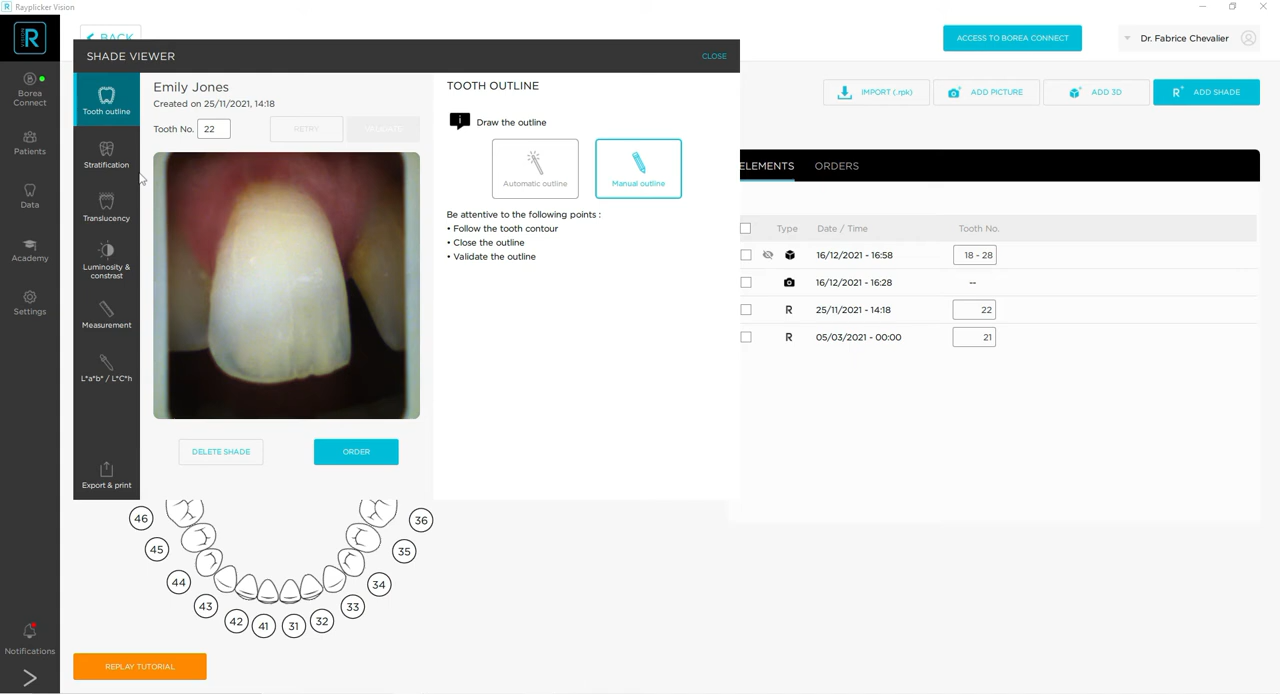 R Rayplicker Vision
VISION R
BACK
ACCESS TO BOREA CONNECT
Dr. Fabrice Chevalier
SHADE VIEWER
CLOSE
Borea
Connect
Patients
Data
Academy
Settings
Notifications
Tooth outline
Stratification
Translucency
Luminosity &
constrast
Measurement
L*a*b* / L*C*h
Export & print
Emily Jones
Created on 25/11/2021, 14:18
Tooth No. 22
RETRY
VALIDATE
DELETE SHADE
ORDER
TOOTH OUTLINE
Draw the outline
Automatic outline
Manual outline
Be attentive to the following points :
• Follow the tooth contour
• Close the outline
• Validate the outline
IMPORT (.rpk)
ADD PICTURE
ADD 3D
R+ ADD SHADE
ELEMENTS
ORDERS
Type Date / Time Tooth No.
16/12/2021 - 16:58 18 - 28
16/12/2021 - 16:28 --
R 25/11/2021 - 14:18 22
R 05/03/2021 - 00:00 21
46
36
45
35
44
34
43
33
42
41
31
32
REPLAY TUTORIAL